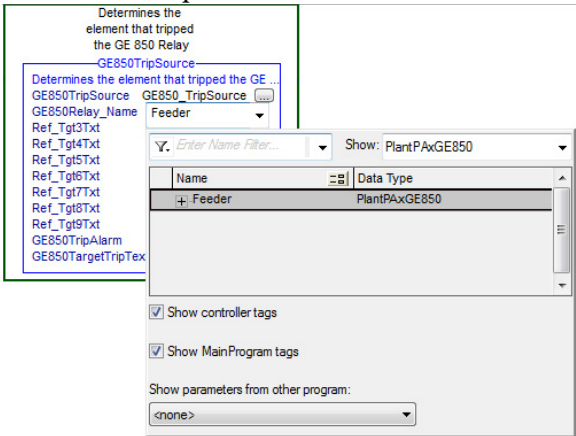 Determines the
element that tripped
the GE 850 Relay
GE850TripSource
Determines the element that tripped the GE ...
GE850TripSource GE850_TripSource ...
GE850Relay_Name Feeder
Ref_Tgt3Txt
Ref_Tgt4Txt
Ref_Tgt5Txt
Ref_Tgt6Txt
Ref_Tgt7Txt
Ref_Tgt8Txt
Ref_Tgt9Txt
GE850TripAlarm
GE850TargetTripTex
Enter Name Filter... Show: PlantPAxGE850
Name Data Type
Feeder PlantPAxGE850
Show controller tags
Show MainProgram tags
Show parameters from other program:
<none>